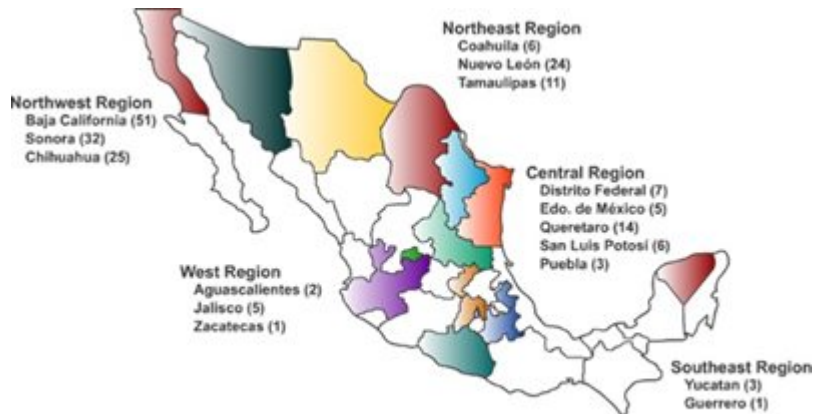 Northeast Region
Coahuila (6)
Nuevo León (24)
Tamaulipas (11)
Northwest Region
Baja California (51)
Sonora (32)
Chihuahua (25)
Central Region
Distrito Federal (7)
Edo. de México (5)
Queretaro (14)
San Luis Potosí (6)
Puebla (3)
West Region
Aguascalientes (2)
Jalisco (5)
Zacatecas (1)
Southeast Region
Yucatan (3)
Guerrero (1)